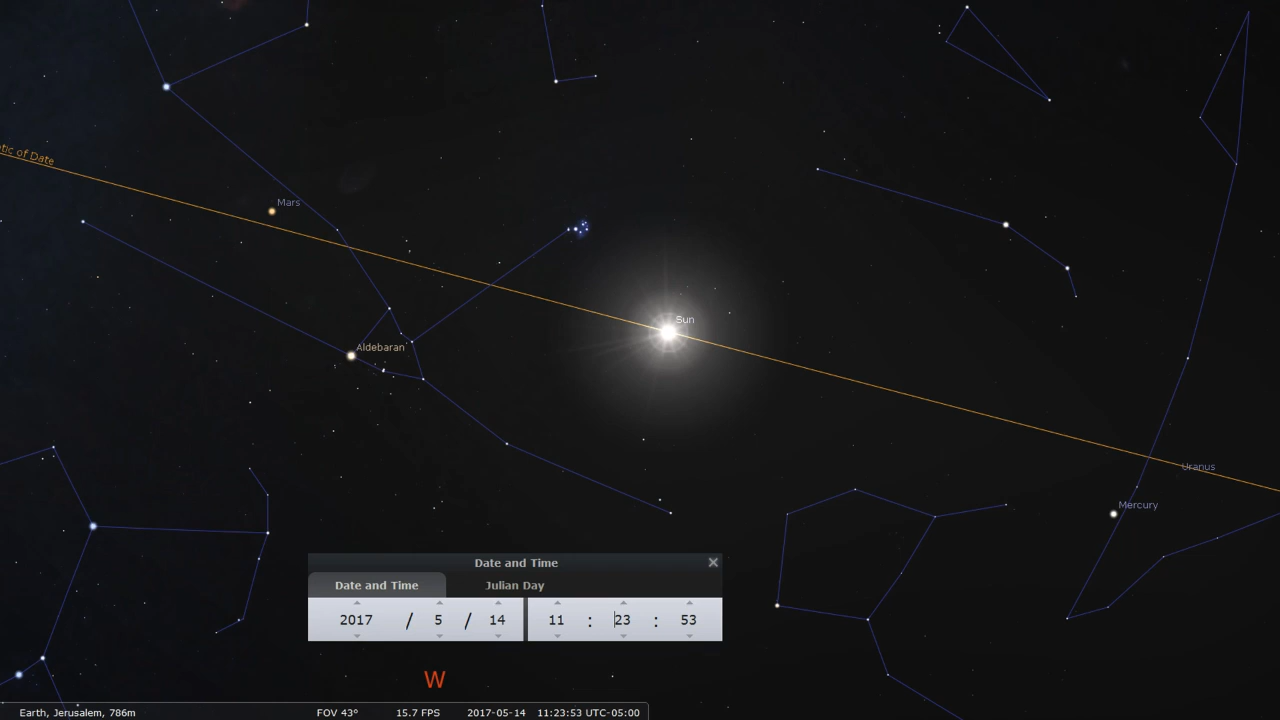 tic of Date
Mars
Sun
Aldebaran
Uranus
Mercury
Date and Time
Date and Time Julian Day
2017 / 5 / 14 11 : 23 : 53
W
Earth, Jerusalem, 786m FOV 43° 15.7 FPS 2017-05-14 11:23:53 UTC-05:00